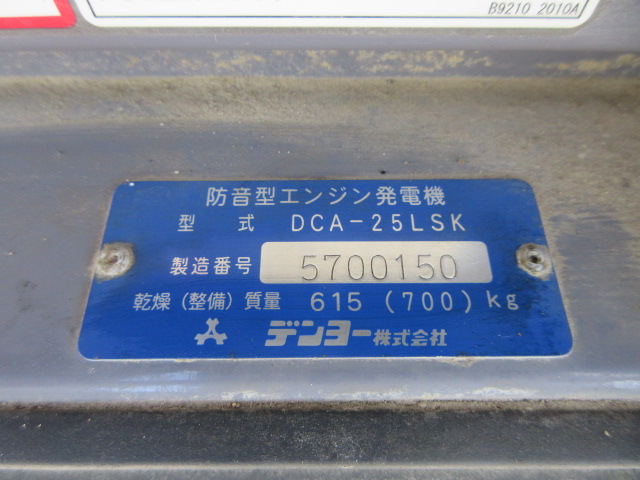 B9210 2010A
防音型エンジン発電機
型 式 DCA-25LSK
製造番号 5700150
乾燥(整備)質量 615 (700) kg
デンヨー株式会社